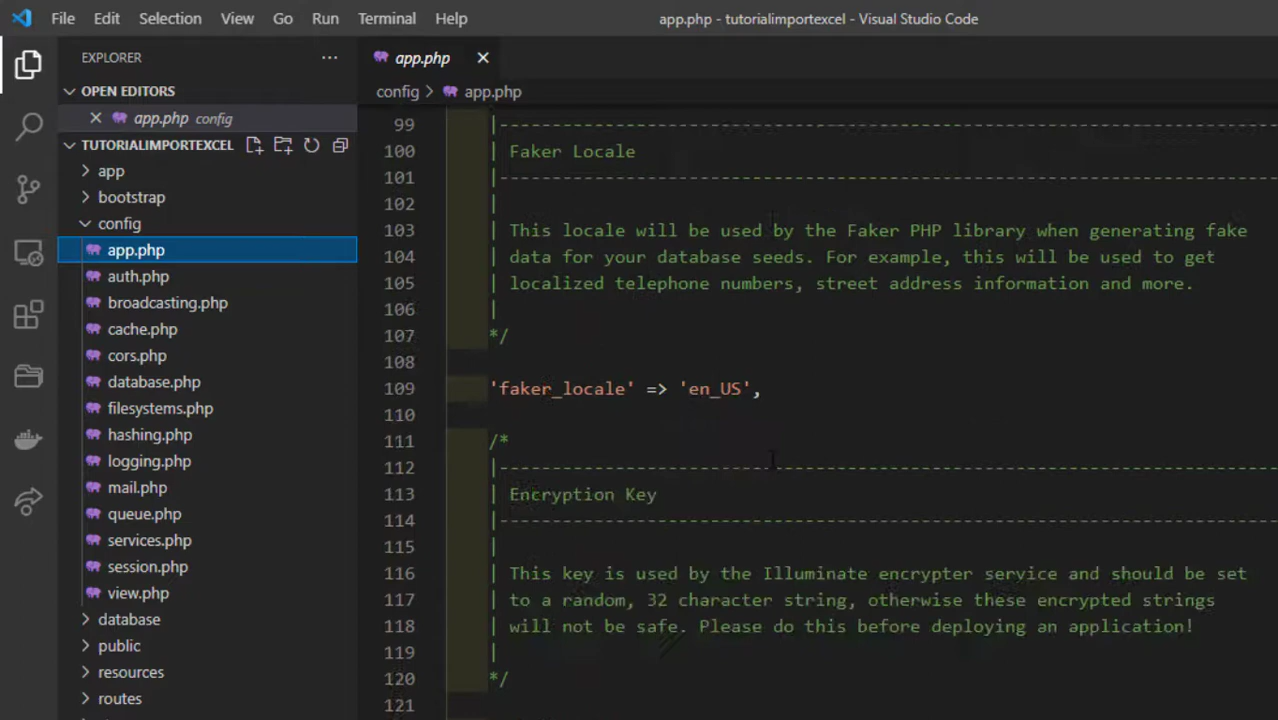 File Edit Selection View Go Run Terminal Help
app.php - tutorialimportexcel - Visual Studio Code
EXPLORER
OPEN EDITORS
app.php config
TUTORIALIMPORTEXCEL
app
bootstrap
config
app.php
auth.php
broadcasting.php
cache.php
cors.php
database.php
filesystems.php
hashing.php
logging.php
mail.php
queue.php
services.php
session.php
view.php
database
public
resources
routes
app.php
config > app.php
99 |--------------------------------------------------------------------------
100 | Faker Locale
101 |--------------------------------------------------------------------------
102 |
103 | This locale will be used by the Faker PHP library when generating fake
104 | data for your database seeds. For example, this will be used to get
105 | localized telephone numbers, street address information and more.
106 |
107 */
108
109 'faker_locale' => 'en_US',
110
111 /*
112 |--------------------------------------------------------------------------
113 | Encryption Key
114 |--------------------------------------------------------------------------
115 |
116 | This key is used by the Illuminate encrypter service and should be set
117 | to a random, 32 character string, otherwise these encrypted strings
118 | will not be safe. Please do this before deploying an application!
119 |
120 */
121